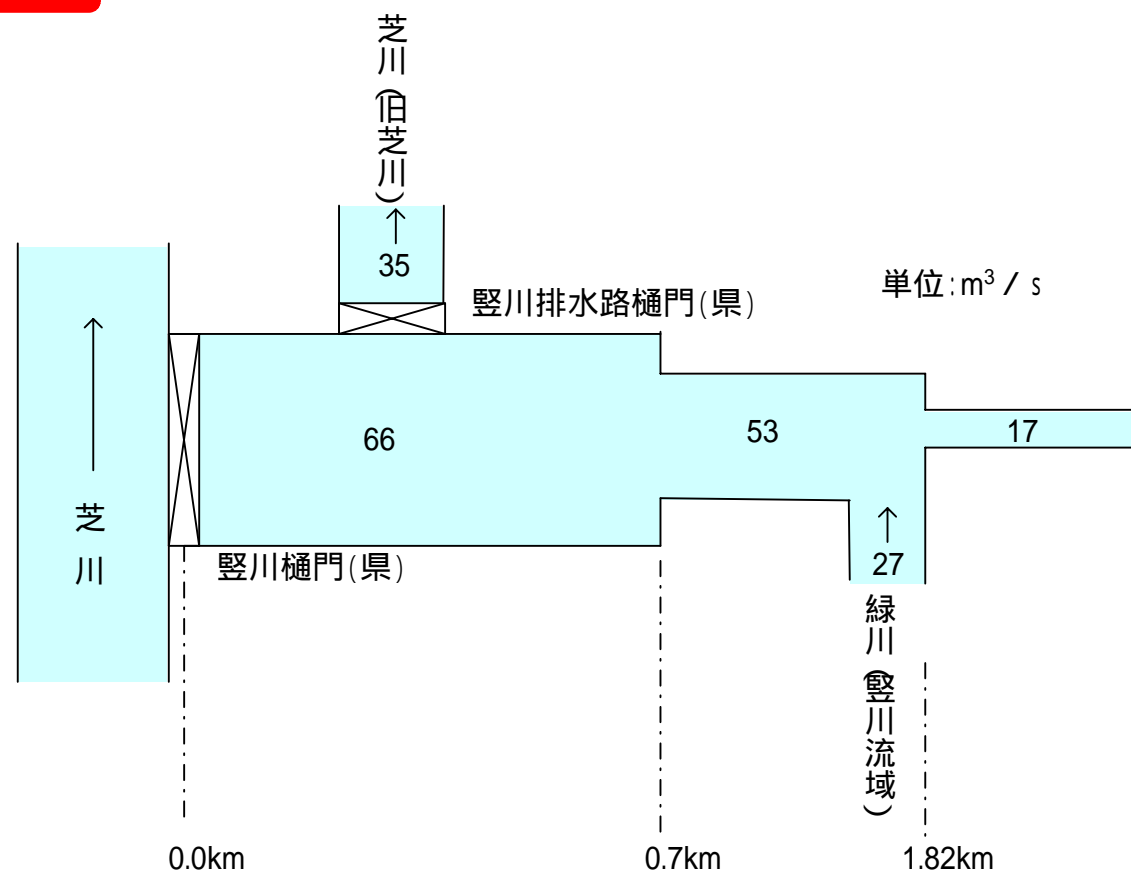 芝川(旧芝川)
35
単位:m³/s
竪川排水路樋門(県)
66
53
17
芝川
竪川樋門(県)
27
緑川(竪川流域)
0.0km
0.7km
1.82km